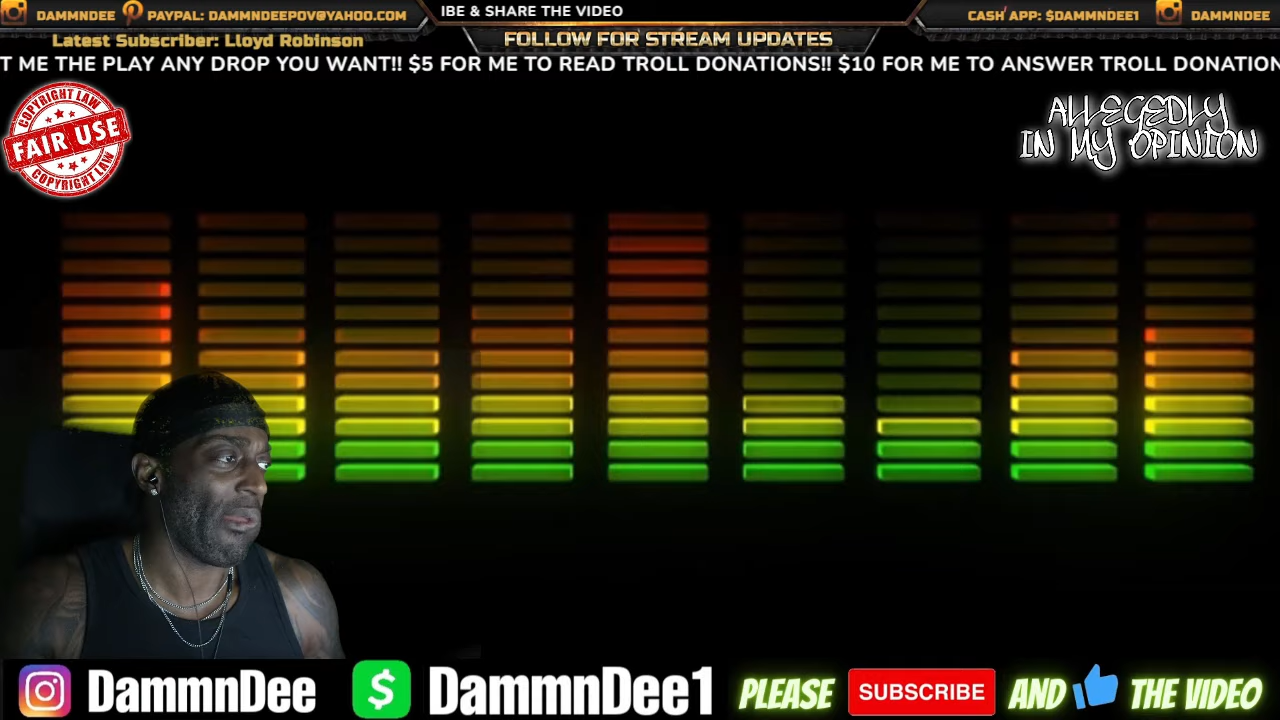 DAMMNDEE
PAYPAL: DAMMNDEEPOV@YAHOO.COM
IBE & SHARE THE VIDEO
CASH APP: $DAMMNDEE1
DAMMNDEE
Latest Subscriber: Lloyd Robinson
FOLLOW FOR STREAM UPDATES
T ME THE PLAY ANY DROP YOU WANT!! $5 FOR ME TO READ TROLL DONATIONS!! $10 FOR ME TO ANSWER TROLL DONATION
COPYRIGHT LAW
FAIR USE
COPYRIGHT LAW
ALLEGEDLY
IN MY OPINION
DammnDee
$
DammnDee1
PLEASE
SUBSCRIBE
AND
THE VIDEO